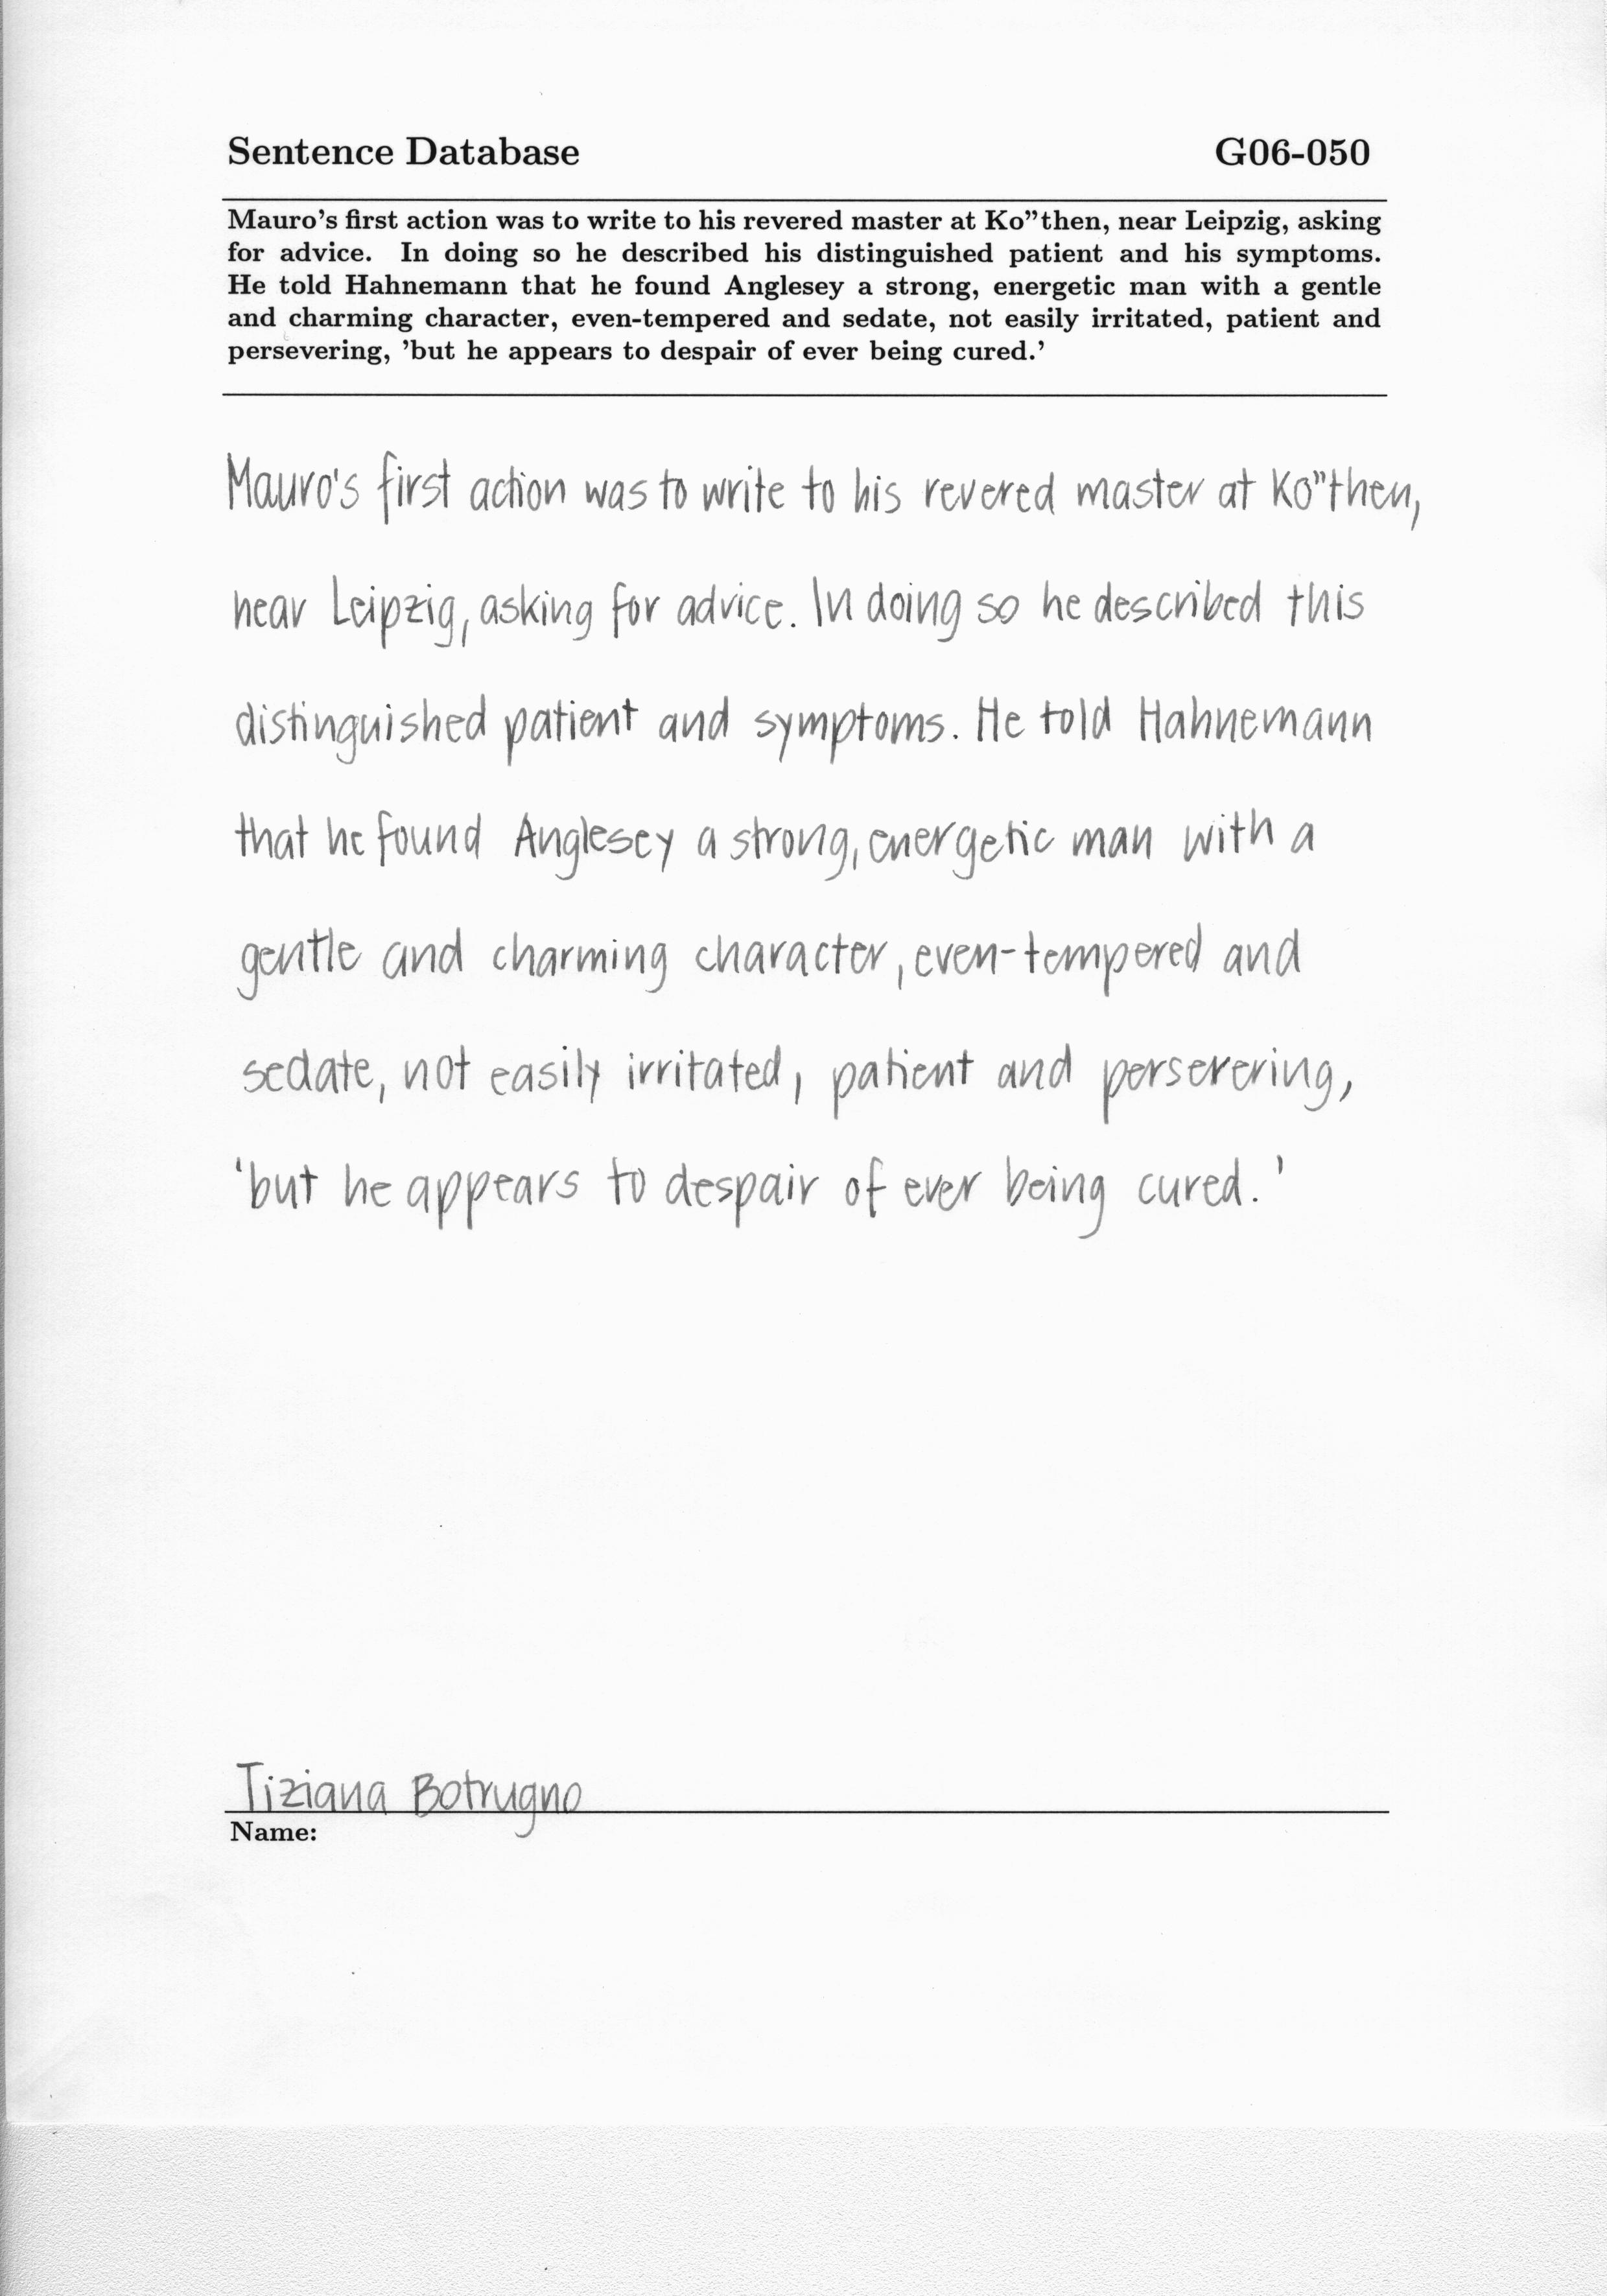 Sentence Database G06-050
Mauro's first action was to write to his revered master at Ko"then, near Leipzig, asking
for advice. In doing so he described his distinguished patient and his symptoms.
He told Hahnemann that he found Anglesey a strong, energetic man with a gentle
and charming character, even-tempered and sedate, not easily irritated, patient and
persevering, 'but he appears to despair of ever being cured.'
Mauro's first action was to write to his revered master at Ko"then,
near Leipzig, asking for advice. In doing so he described this
distinguished patient and symptoms. He told Hahnemann
that he found Anglesey a strong, energetic man with a
gentle and charming character, even-tempered and
sedate, not easily irritated, patient and persevering,
'but he appears to despair of ever being cured.'
Tiziana Botrugno
Name: